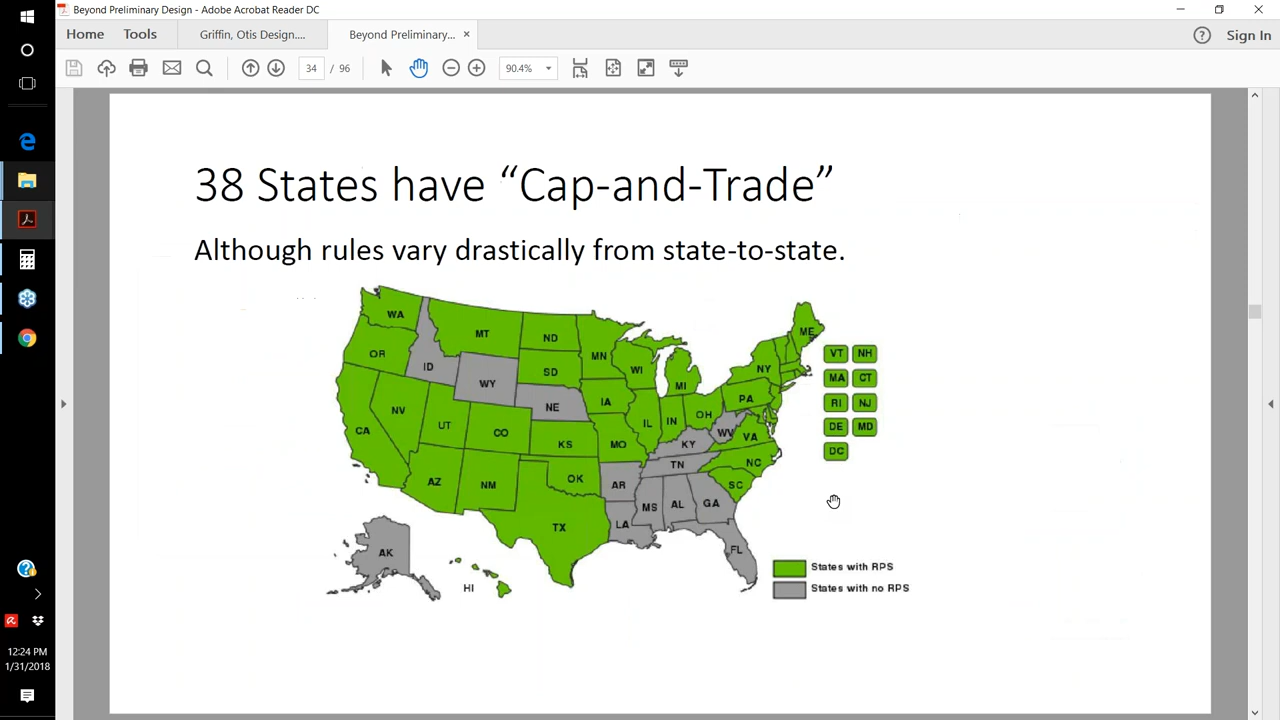 Beyond Preliminary Design - Adobe Acrobat Reader DC
Home Tools Griffin, Otis Design.... Beyond Preliminary... × Sign In
34 / 96 90.4%
38 States have “Cap-and-Trade”
Although rules vary drastically from state-to-state.
WA MT ND MN ME
VT NH
OR ID SD WI NY
WY MI MA CT
NV NE IA PA RI NJ
UT CO IL IN OH DE MD
CA KS MO KY WV VA DC
AZ NM OK TN NC
AR SC
TX LA MS AL GA
FL
AK
HI
States with RPS
States with no RPS
12:24 PM
1/31/2018